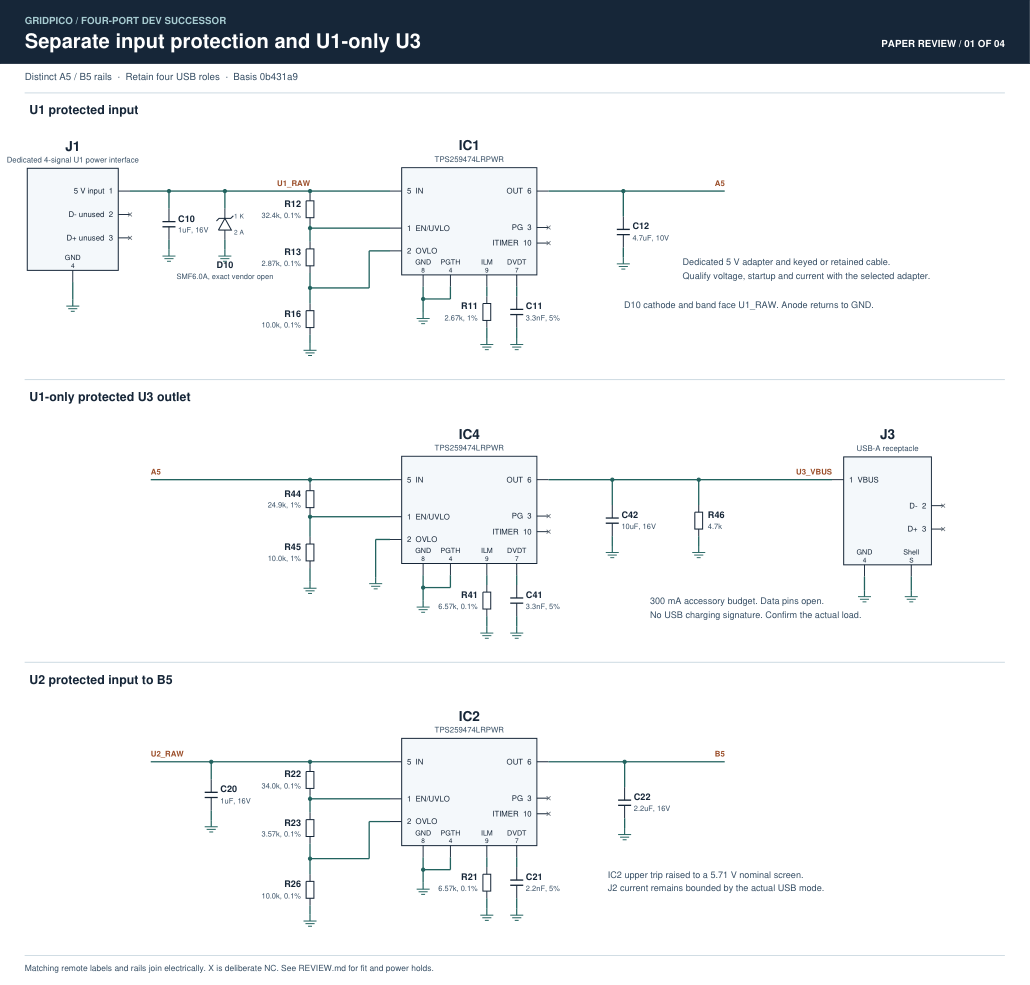 GRIDPICO / FOUR-PORT DEV SUCCESSOR
Separate input protection and U1-only U3
PAPER REVIEW / 01 OF 04
Distinct A5 / B5 rails · Retain four USB roles · Basis 0b431a9
U1 protected input
J1
Dedicated 4-signal U1 power interface
5 V input 1
D- unused 2
D+ unused 3
GND
4
C10
1uF, 16V
1 K
2 A
D10
SMF6.0A, exact vendor open
U1_RAW
R12
32.4k, 0.1%
R13
2.87k, 0.1%
R16
10.0k, 0.1%
IC1
TPS259474LRPWR
5 IN
OUT 6
1 EN/UVLO
PG 3
ITIMER 10
2 OVLO
GND PGTH ILM DVDT
8 4 9 7
R11
2.67k, 1%
C11
3.3nF, 5%
A5
C12
4.7uF, 10V
Dedicated 5 V adapter and keyed or retained cable.
Qualify voltage, startup and current with the selected adapter.
D10 cathode and band face U1_RAW. Anode returns to GND.
U1-only protected U3 outlet
A5
R44
24.9k, 1%
R45
10.0k, 1%
IC4
TPS259474LRPWR
5 IN
OUT 6
1 EN/UVLO
PG 3
ITIMER 10
2 OVLO
GND PGTH ILM DVDT
8 4 9 7
R41
6.57k, 0.1%
C41
3.3nF, 5%
C42
10uF, 16V
R46
4.7k
U3_VBUS
J3
USB-A receptacle
1 VBUS
D- 2
D+ 3
GND Shell
4 S
300 mA accessory budget. Data pins open.
No USB charging signature. Confirm the actual load.
U2 protected input to B5
U2_RAW
C20
1uF, 16V
R22
34.0k, 0.1%
R23
3.57k, 0.1%
R26
10.0k, 0.1%
IC2
TPS259474LRPWR
5 IN
OUT 6
1 EN/UVLO
PG 3
ITIMER 10
2 OVLO
GND PGTH ILM DVDT
8 4 9 7
R21
6.57k, 0.1%
C21
2.2nF, 5%
B5
C22
2.2uF, 16V
IC2 upper trip raised to a 5.71 V nominal screen.
J2 current remains bounded by the actual USB mode.
Matching remote labels and rails join electrically. X is deliberate NC. See REVIEW.md for fit and power holds.